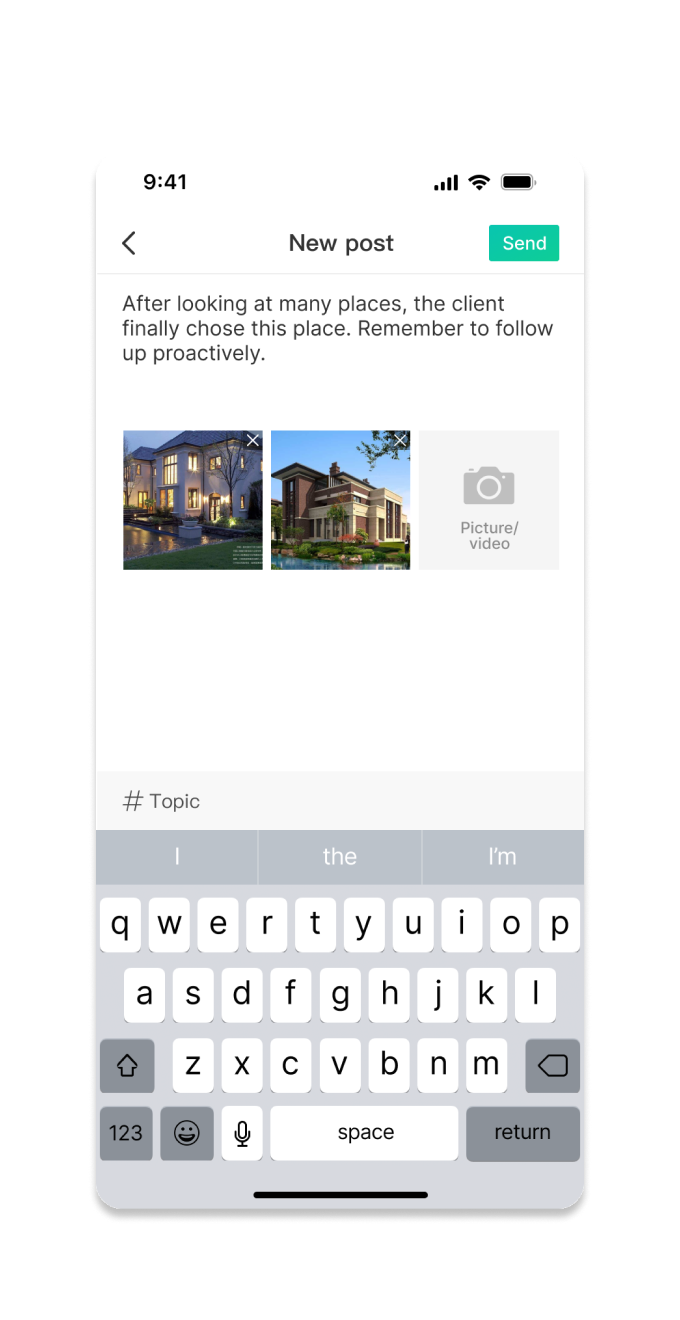 9:41
New post
Send
After looking at many places, the client
finally chose this place. Remember to follow
up proactively.
Picture/
video
# Topic
I
the
I'm
q w e r t y u i o p
a s d f g h j k l
z x c v b n m
123
space
return